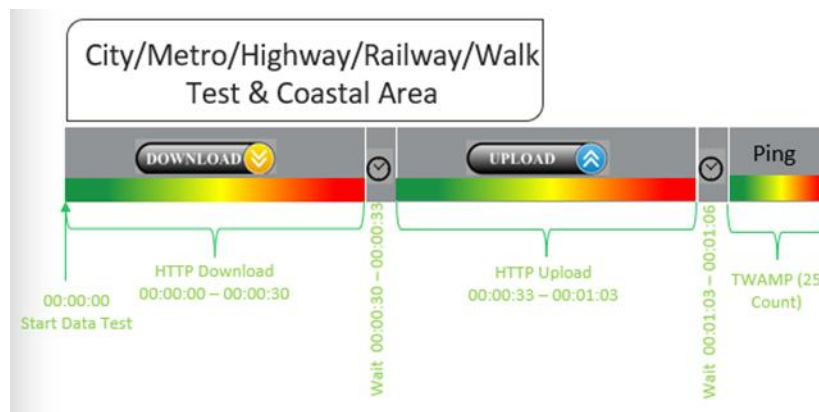 City/Metro/Highway/Railway/Walk
Test & Coastal Area
DOWNLOAD
UPLOAD
Ping
HTTP Download
00:00:00 – 00:00:30
00:00:00
Start Data Test
Wait 00:00:30 – 00:00:33
HTTP Upload
00:00:33 – 00:01:03
Wait 00:01:03 – 00:01:06
TWAMP (25
Count)